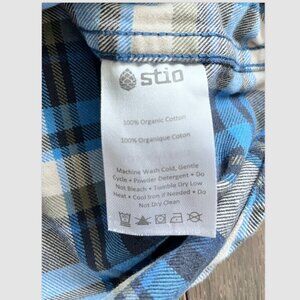 stio
100% Organic Cotton
100% Organique Coton
Machine Wash Cold, Gentle
Cycle • Powder Detergent • Do
Not Bleach • Tumble Dry Low
Heat • Cool Iron if Needed • Do
Not Dry Clean